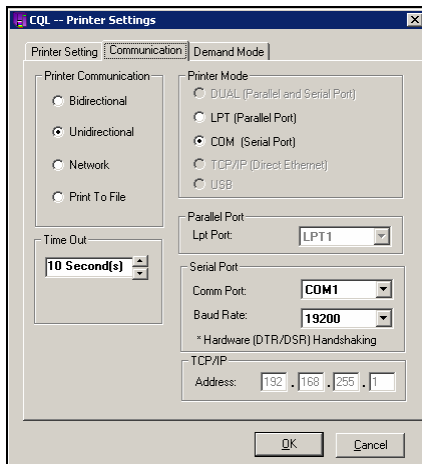 CQL -- Printer Settings
Printer Setting Communication Demand Mode
Printer Communication
Bidirectional
Unidirectional
Network
Print To File
Time Out
10 Second(s)
Printer Mode
DUAL (Parallel and Serial Port)
LPT (Parallel Port)
COM (Serial Port)
TCP/IP (Direct Ethernet)
USB
Parallel Port
Lpt Port: LPT1
Serial Port
Comm Port: COM1
Baud Rate: 19200
* Hardware (DTR/DSR) Handshaking
TCP/IP
Address: 192 . 168 . 255 . 1
OK Cancel